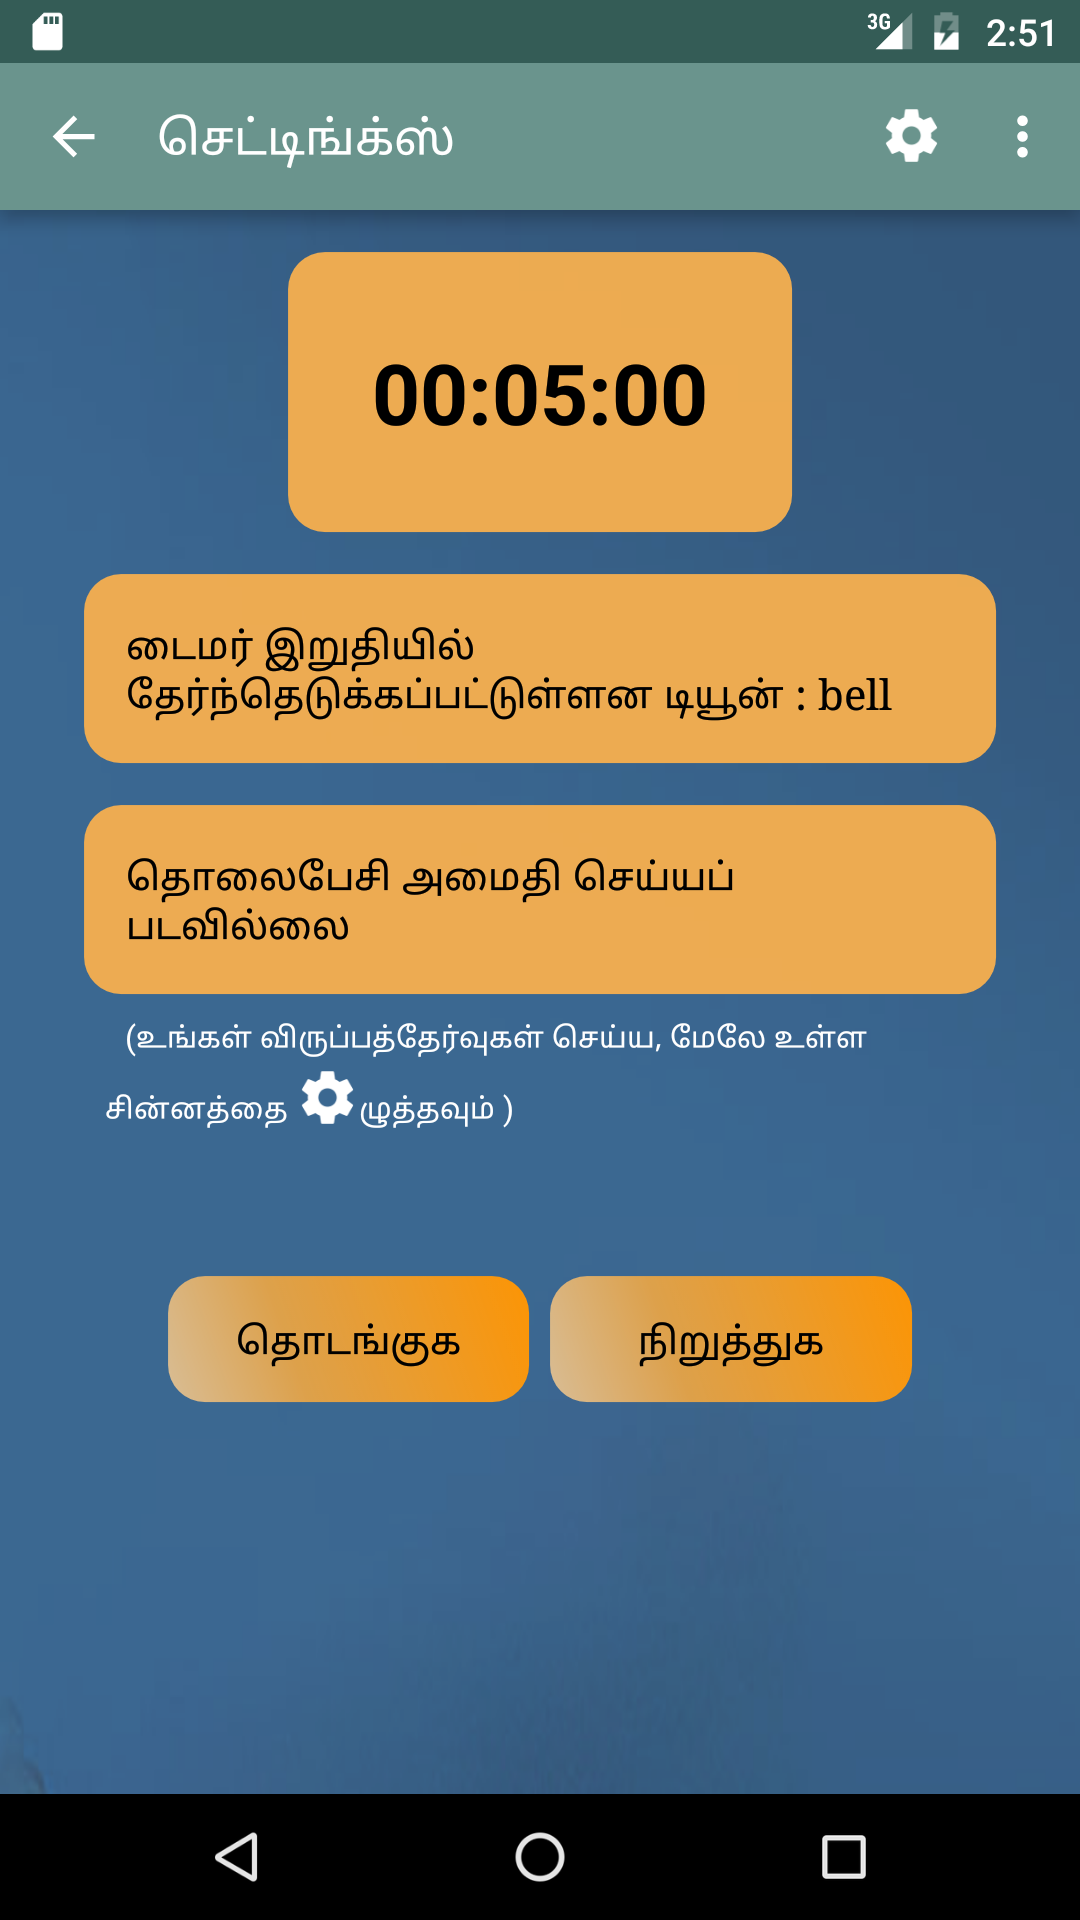 3G 2:51
செட்டிங்க்ஸ்
00:05:00
டைமர் இறுதியில்
தேர்ந்தெடுக்கப்பட்டுள்ளன டியூன் : bell
தொலைபேசி அமைதி செய்யப்
படவில்லை
(உங்கள் விருப்பத்தேர்வுகள் செய்ய, மேலே உள்ள
சின்னத்தை ழுத்தவும் )
தொடங்குக நிறுத்துக